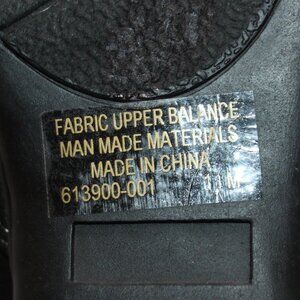 FABRIC UPPER BALANCE
MAN MADE MATERIALS
MADE IN CHINA
613900-001 M